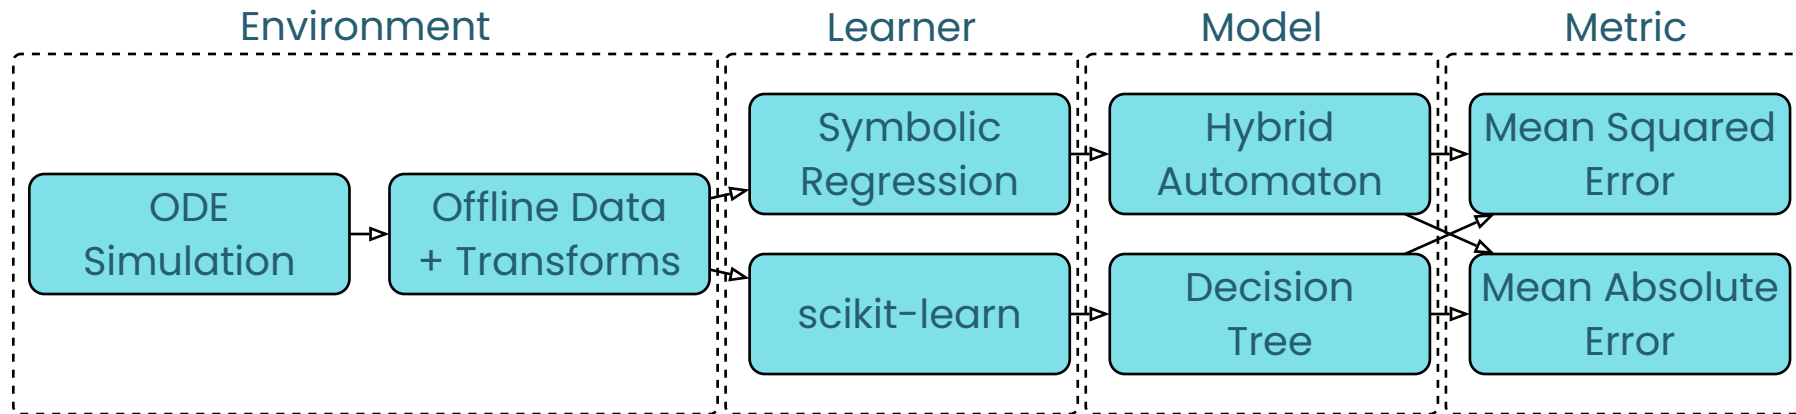 Environment
Learner
Model
Metric
ODE
Simulation
Offline Data
+ Transforms
Symbolic
Regression
scikit-learn
Hybrid
Automaton
Decision
Tree
Mean Squared
Error
Mean Absolute
Error